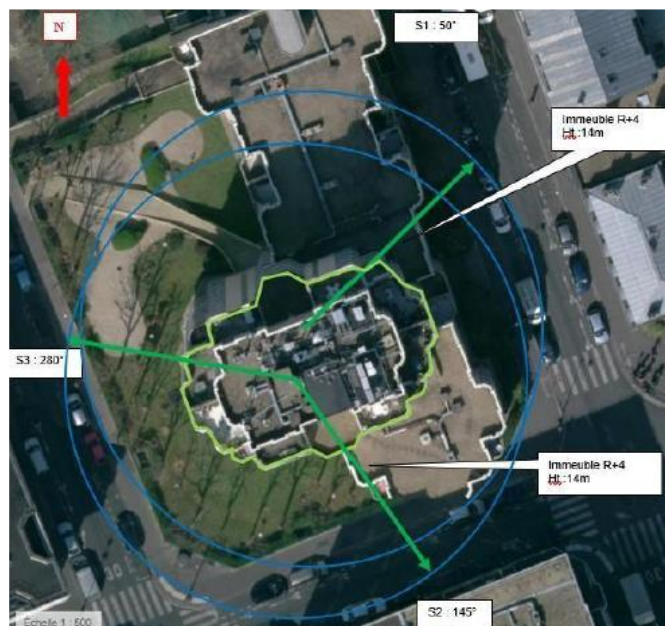 N
S1 : 50°
Immeuble R+4
Ht :14m
S3 : 280°
Immeuble R+4
Ht :14m
S2 : 145°
Echelle 1 : 500